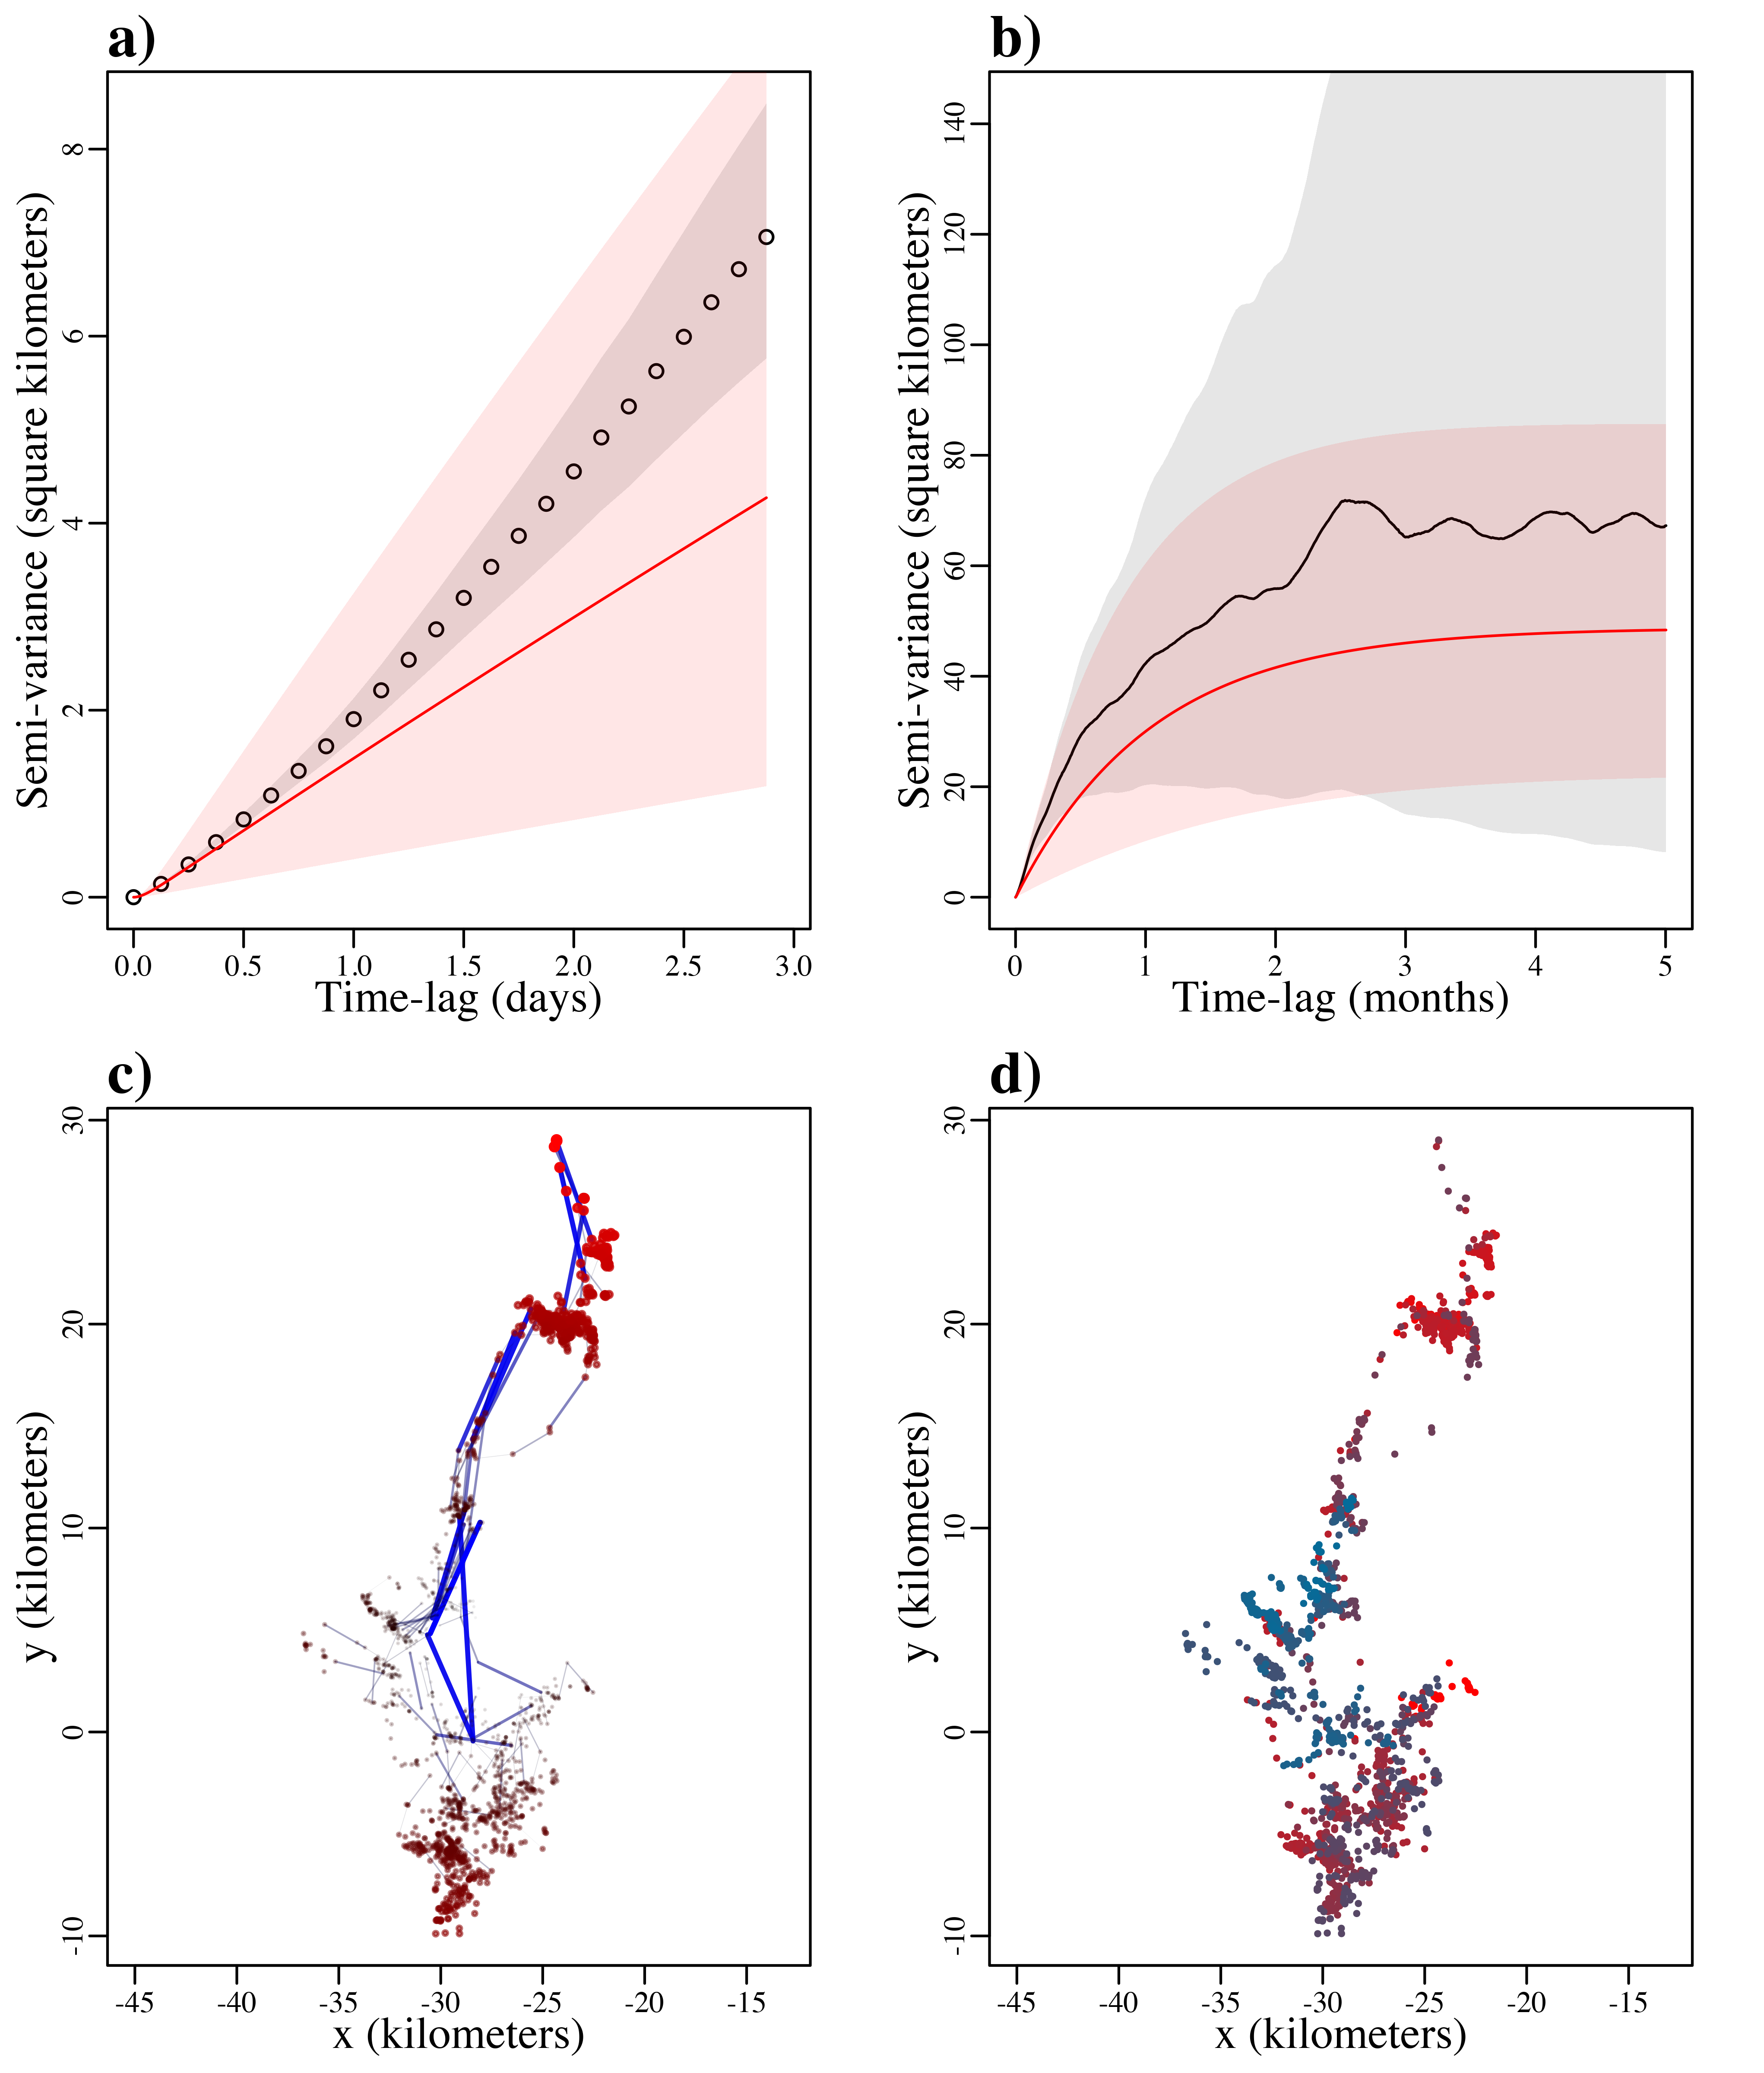 a)
Semi-variance (square kilometers)
8
6
4
2
0
0.0 0.5 1.0 1.5 2.0 2.5 3.0
Time-lag (days)
b)
Semi-variance (square kilometers)
140
120
100
80
60
40
20
0
0 1 2 3 4 5
Time-lag (months)
c)
y (kilometers)
30
20
10
0
-10
-45 -40 -35 -30 -25 -20 -15
x (kilometers)
d)
y (kilometers)
30
20
10
0
-10
-45 -40 -35 -30 -25 -20 -15
x (kilometers)